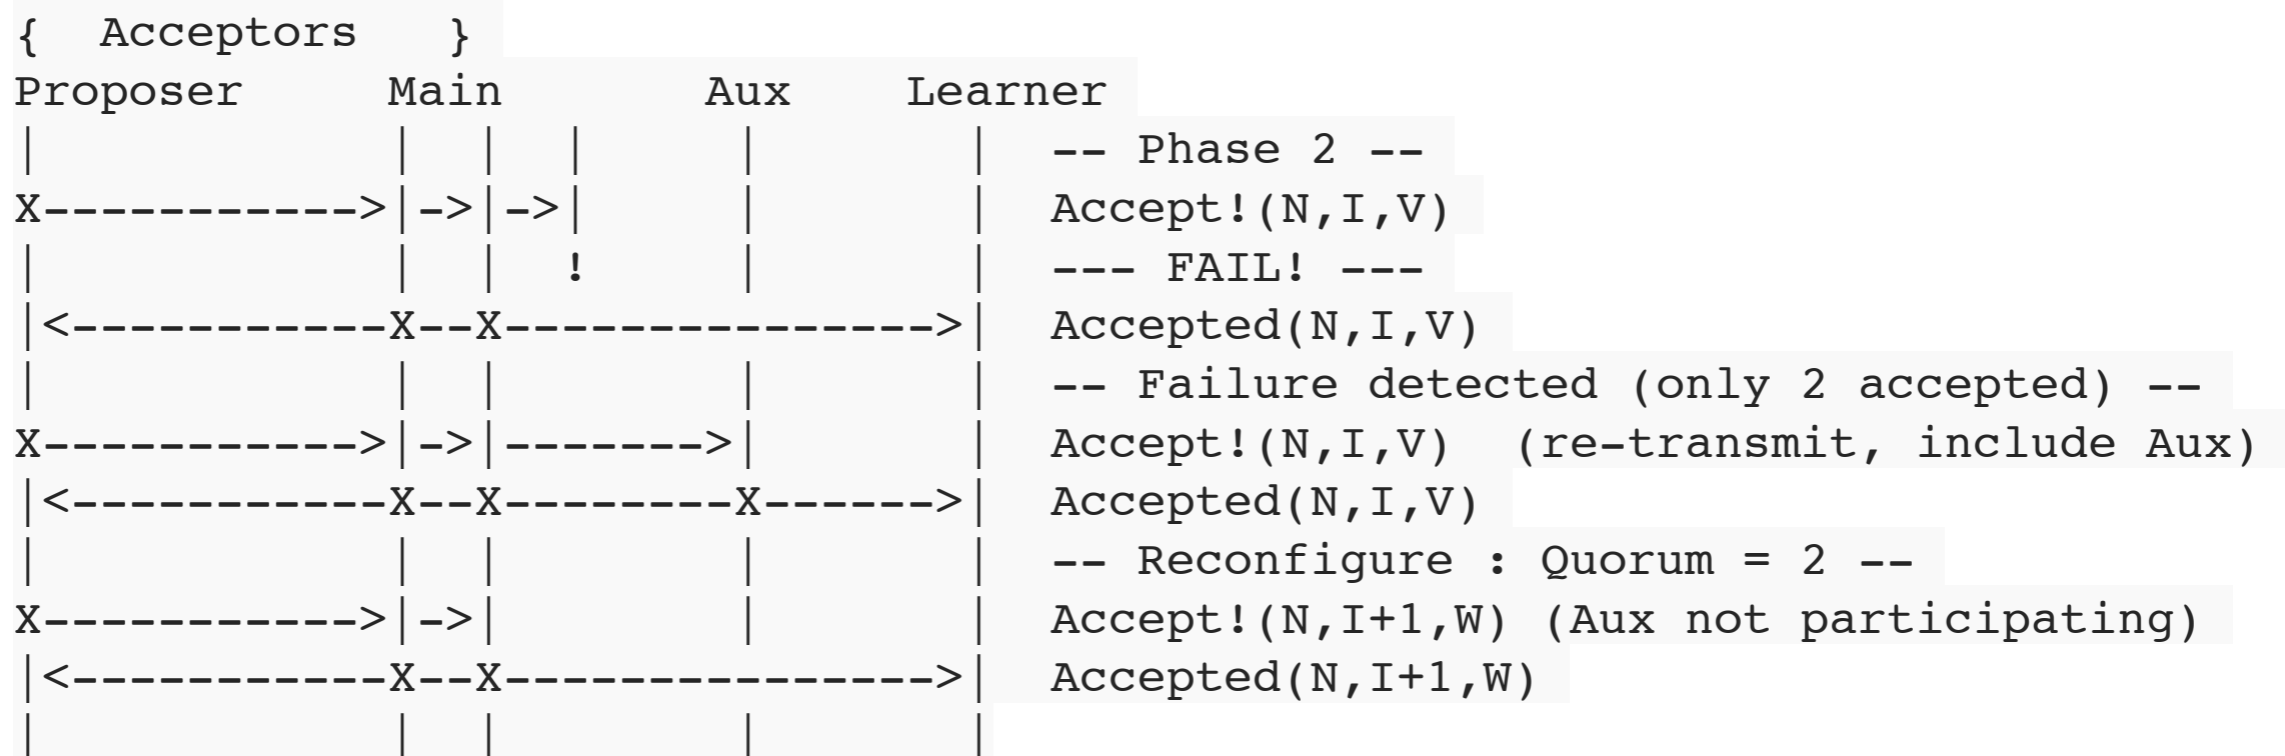 {  Acceptors   }
Proposer     Main       Aux    Learner
|            |  |  |     |       |  -- Phase 2 --
X----------->|->|->|     |       |  Accept!(N,I,V)
|            |  |  !     |       |  --- FAIL! ---
|<-----------X--X--------------->|  Accepted(N,I,V)
|            |  |        |       |  -- Failure detected (only 2 accepted) --
X----------->|->|------->|       |  Accept!(N,I,V)  (re-transmit, include Aux)
|<-----------X--X--------X------>|  Accepted(N,I,V)
|            |  |        |       |  -- Reconfigure : Quorum = 2 --
X----------->|->|        |       |  Accept!(N,I+1,W) (Aux not participating)
|<-----------X--X--------------->|  Accepted(N,I+1,W)
|            |  |        |       |